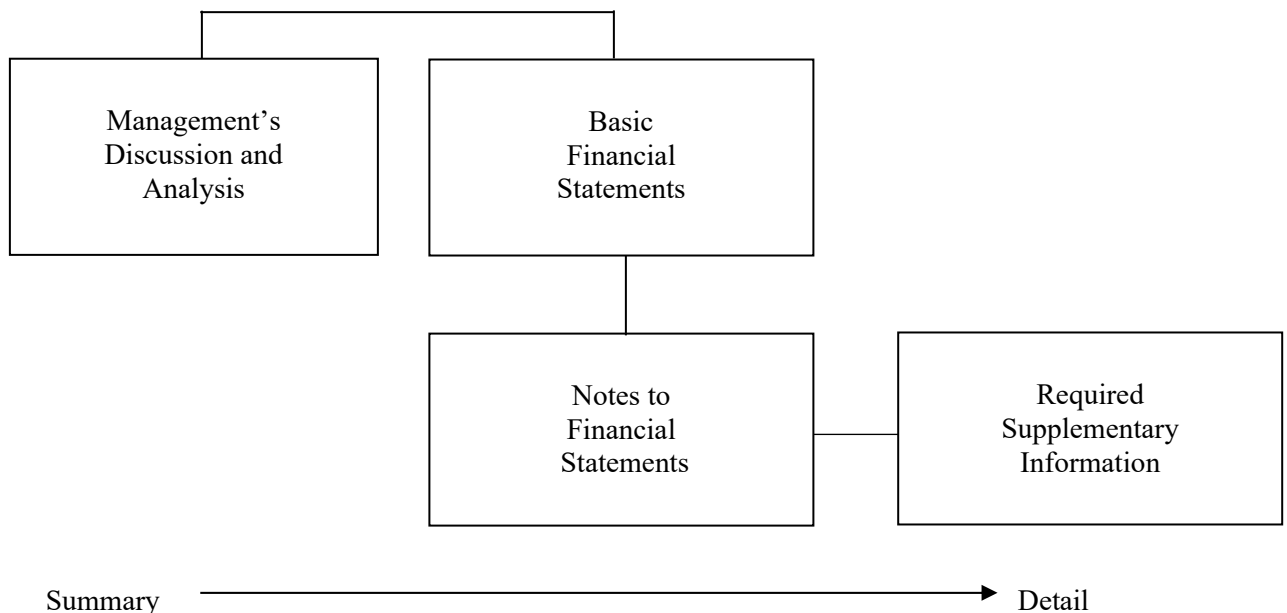 Management’s
Discussion and
Analysis
Basic
Financial
Statements
Notes to
Financial
Statements
Required
Supplementary
Information
Summary
Detail